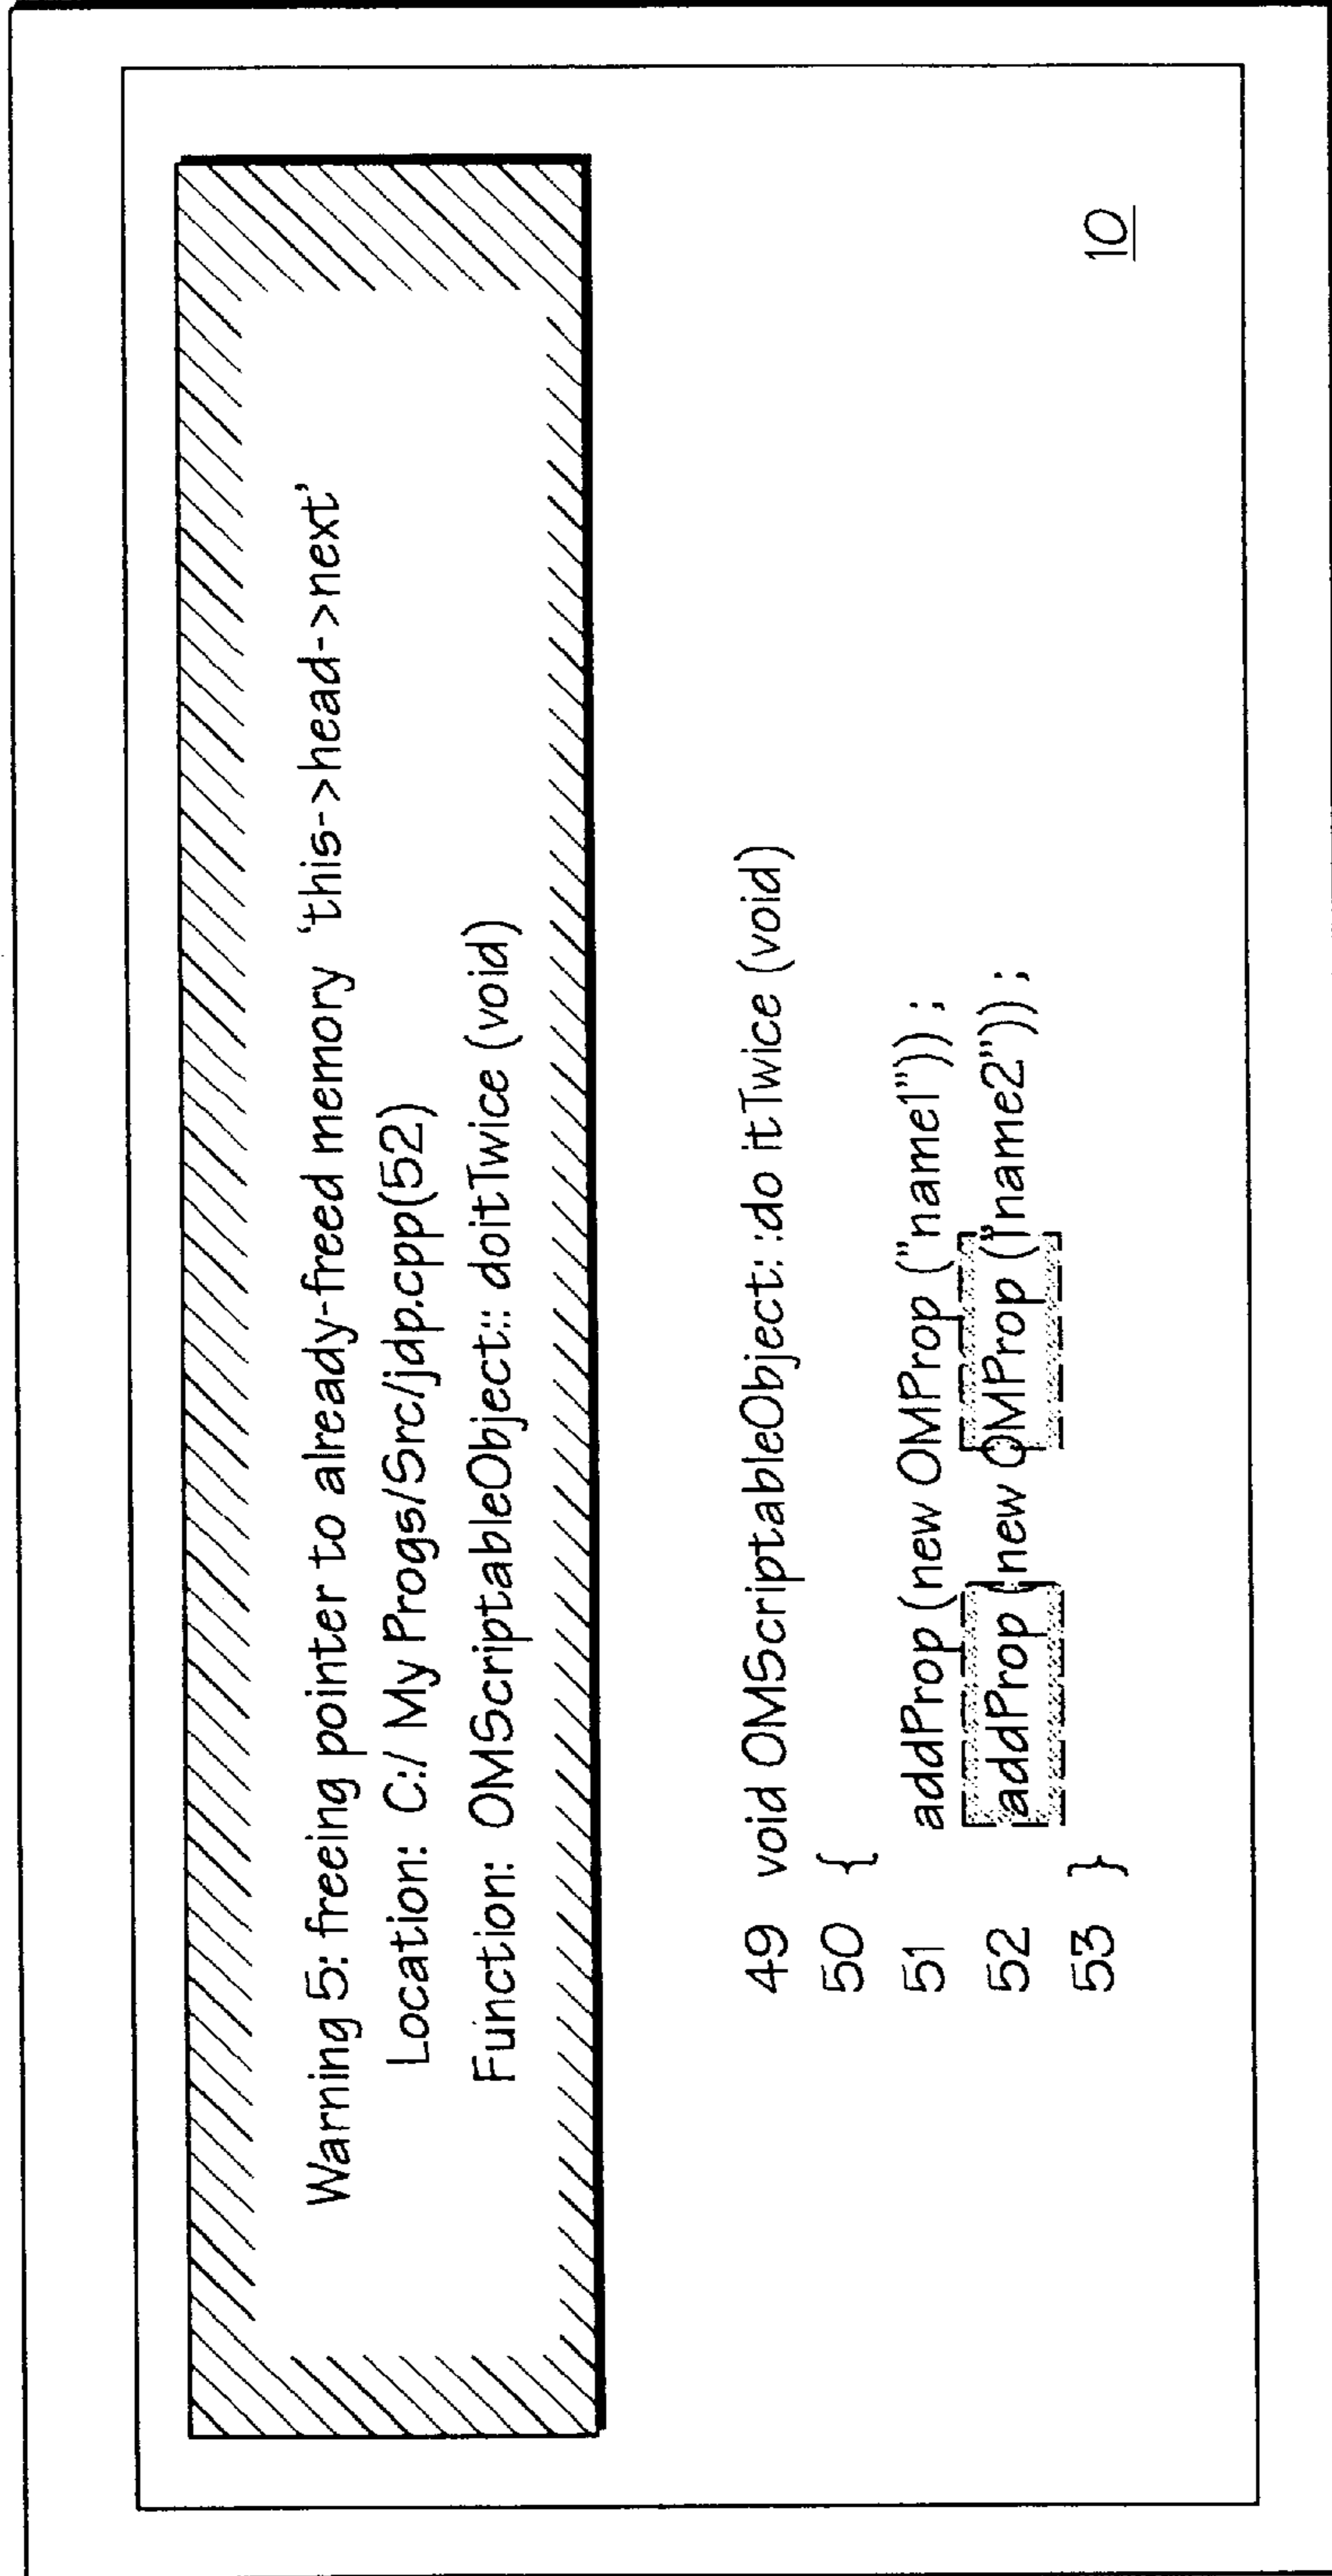 Warning 5: freeing pointer to already-freed memory 'this->head->next'
Location: C:/ My Progs/Src/jdp.cpp(52)
Function: OMScriptableObject:: doitTwice (void)
49 void OMScriptableObject: :do itTwice (void)
50 {
51 addProp (new OMProp ("name1")) ;
52 addProp (new OMProp ("name2")) ;
53 }
10